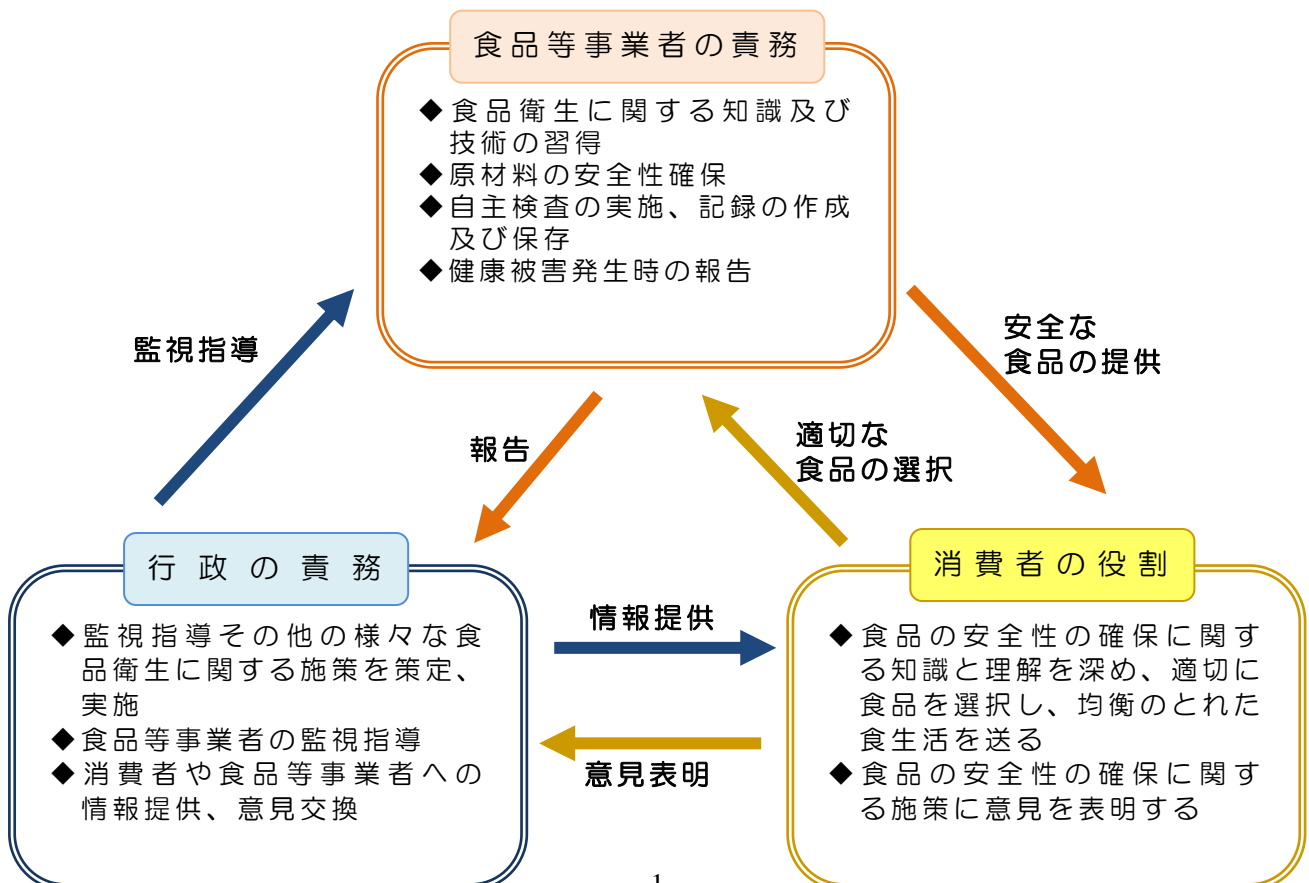 食品等事業者の責務
◆食品衛生に関する知識及び
技術の習得
◆原材料の安全性確保
◆自主検査の実施、記録の作成
及び保存
◆健康被害発生時の報告
監視指導
安全な
食品の提供
報告
適切な
食品の選択
行政の責務
◆監視指導その他の様々な食
品衛生に関する施策を策定、
実施
◆食品等事業者の監視指導
◆消費者や食品等事業者への
情報提供、意見交換
情報提供
意見表明
消費者の役割
◆食品の安全性の確保に関す
る知識と理解を深め、適切に
食品を選択し、均衡のとれた
食生活を送る
◆食品の安全性の確保に関す
る施策に意見を表明する
1